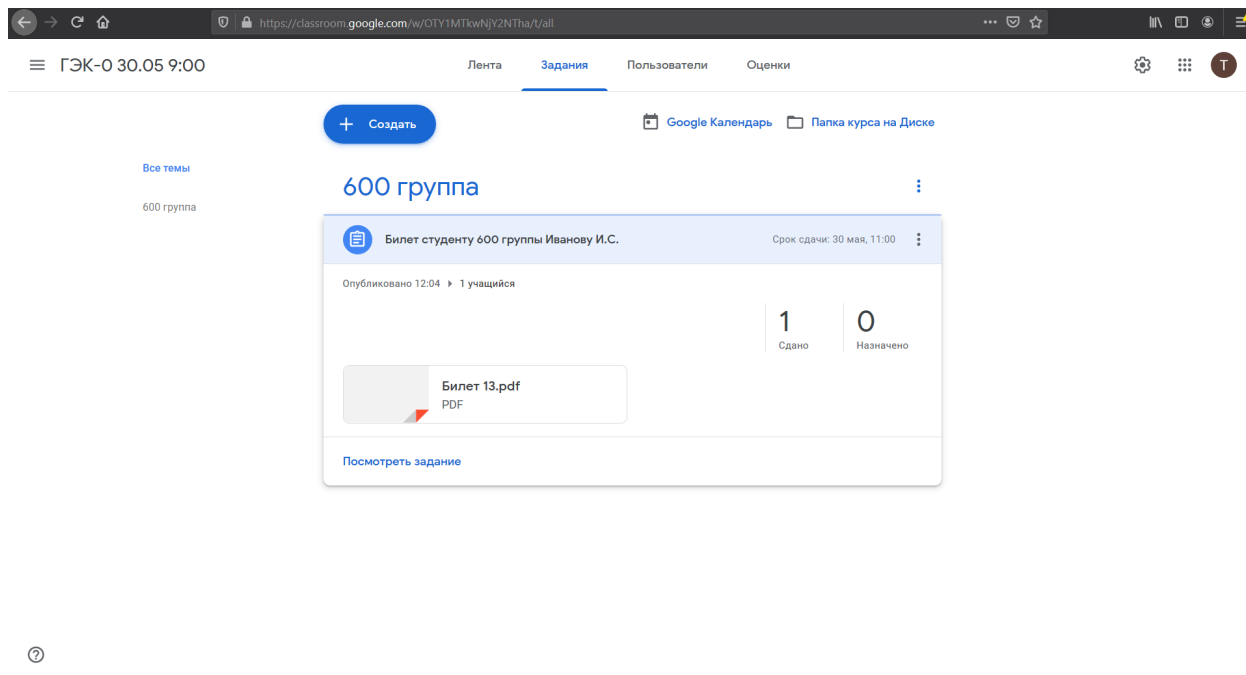 https://classroom.google.com/w/OTY1MTkwNjY2NTha/t/all
ГЭК-0 30.05 9:00
Лента
Задания
Пользователи
Оценки
T
Создать
Google Календарь
Папка курса на Диске
Все темы
600 группа
600 группа
Билет студенту 600 группы Иванову И.С.
Срок сдачи: 30 мая, 11:00
Опубликовано 12:04
1 учащийся
1
Сдано
0
Назначено
Билет 13.pdf
PDF
Посмотреть задание